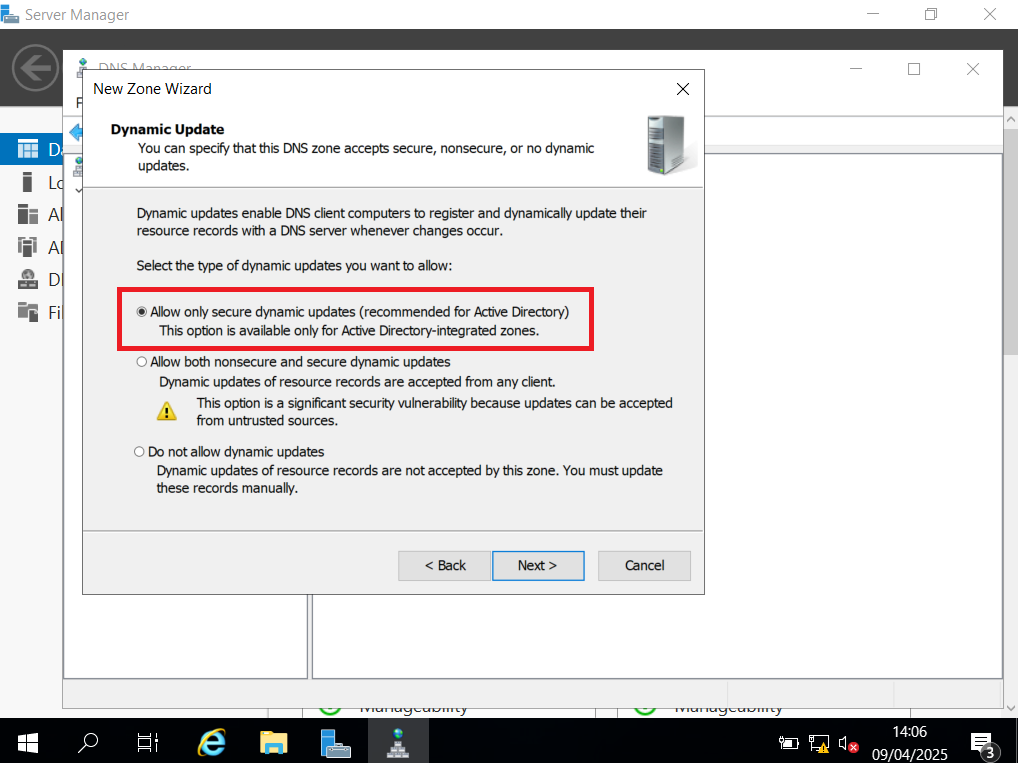 Server Manager
DNS Manager
New Zone Wizard
Dynamic Update
You can specify that this DNS zone accepts secure, nonsecure, or no dynamic
updates.
Dynamic updates enable DNS client computers to register and dynamically update their
resource records with a DNS server whenever changes occur.
Select the type of dynamic updates you want to allow:
Allow only secure dynamic updates (recommended for Active Directory)
This option is available only for Active Directory-integrated zones.
Allow both nonsecure and secure dynamic updates
Dynamic updates of resource records are accepted from any client.
This option is a significant security vulnerability because updates can be accepted
from untrusted sources.
Do not allow dynamic updates
Dynamic updates of resource records are not accepted by this zone. You must update
these records manually.
< Back
Next >
Cancel
Manageability
Manageability
14:06
09/04/2025
3